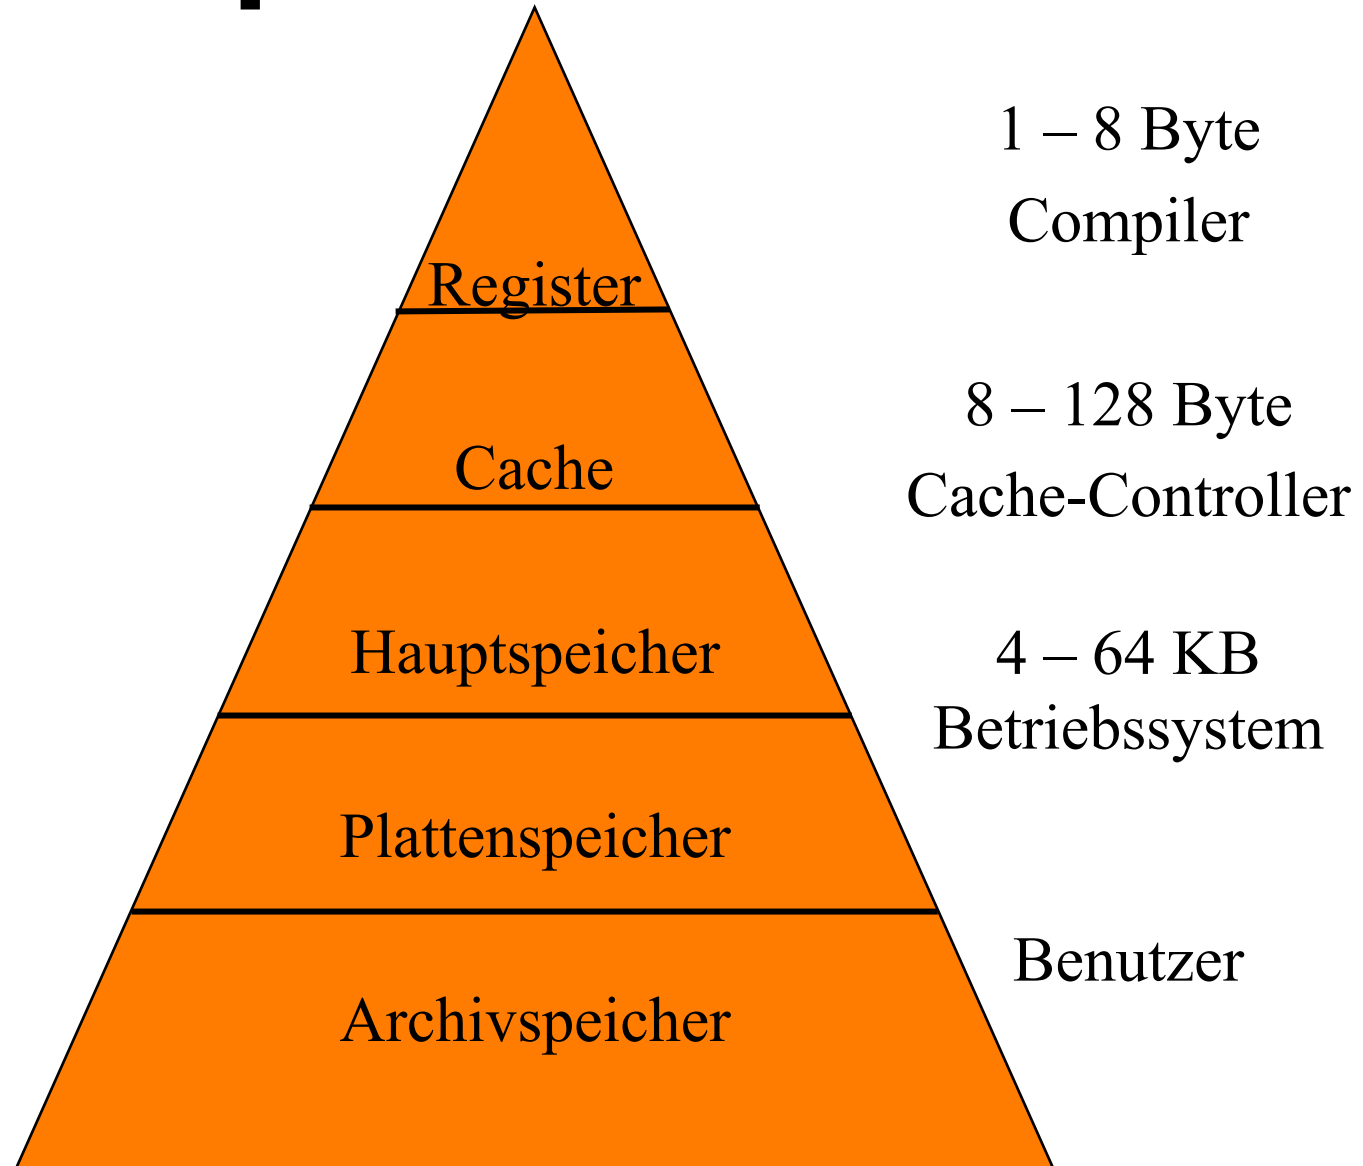 1 – 8 Byte
Compiler
Register
8 – 128 Byte
Cache
Cache-Controller
Hauptspeicher
4 – 64 KB
Betriebssystem
Plattenspeicher
Benutzer
Archivspeicher